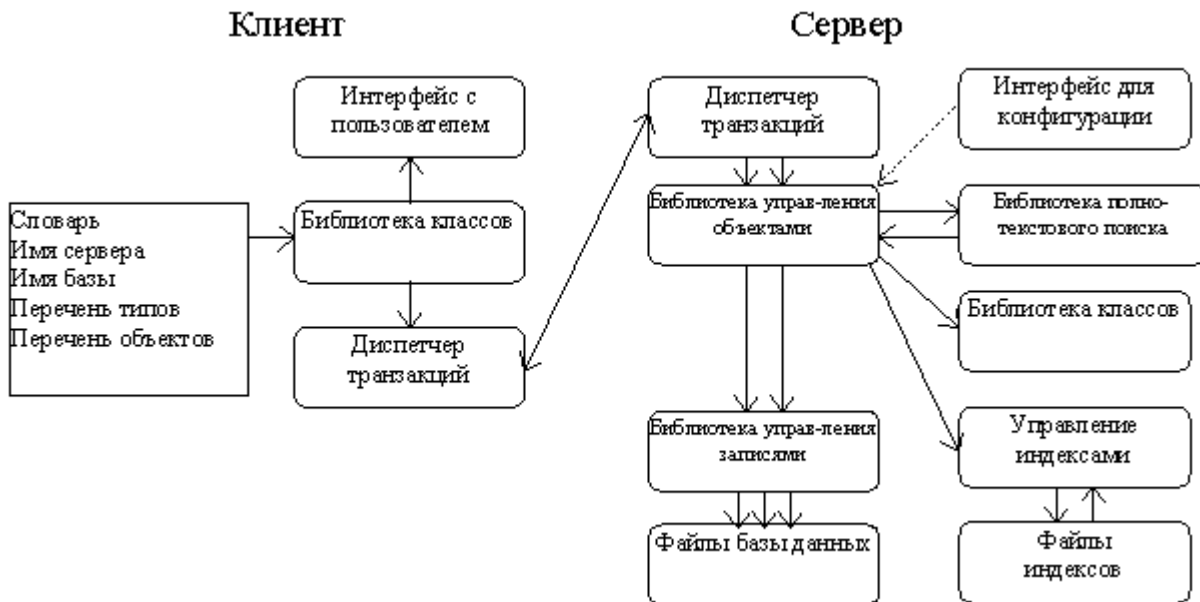 Клиент
Сервер
Интерфейс с
пользователем
Словарь
Имя сервера
Имя базы
Перечень типов
Перечень объектов
Библиотека классов
Диспетчер
транзакций
Диспетчер
транзакций
Интерфейс для
конфигурации
Библиотека управ-ления
объектами
Библиотека полно-
текстового поиска
Библиотека классов
Библиотека управ-ления
записями
Управление
индексами
Файлы базы данных
Файлы
индексов